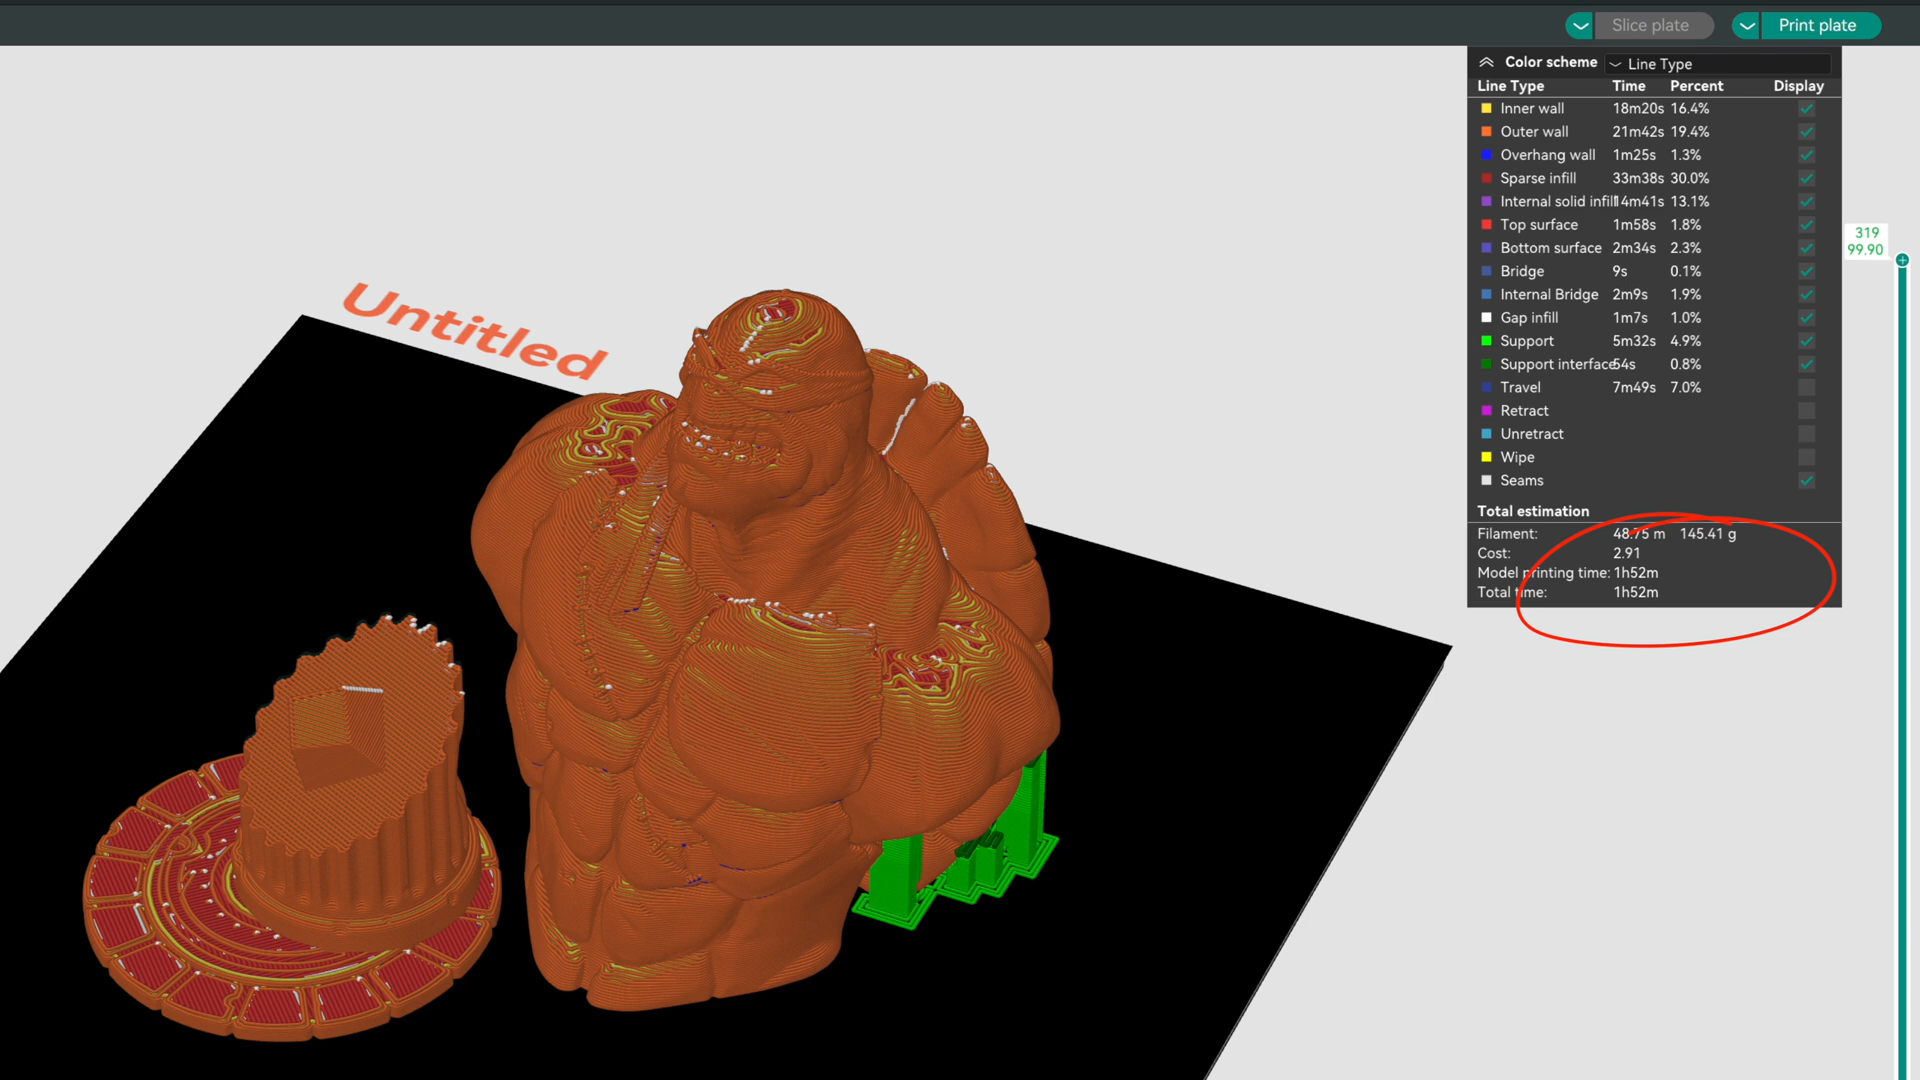 Slice plate
Print plate
Color scheme Line Type
Line Type Time Percent Display
Inner wall 18m20s 16.4%
Outer wall 21m42s 19.4%
Overhang wall 1m25s 1.3%
Sparse infill 33m38s 30.0%
Internal solid infill 14m41s 13.1%
Top surface 1m58s 1.8%
Bottom surface 2m34s 2.3%
Bridge 9s 0.1%
Internal Bridge 2m9s 1.9%
Gap infill 1m7s 1.0%
Support 5m32s 4.9%
Support interface 54s 0.8%
Travel 7m49s 7.0%
Retract
Unretract
Wipe
Seams
Total estimation
Filament: 48.75 m 145.41 g
Cost: 2.91
Model printing time: 1h52m
Total time: 1h52m
319
99.90
Untitled